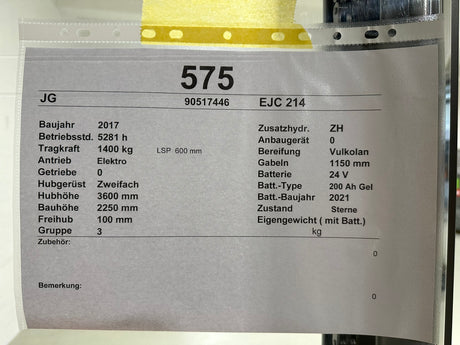 575
JG 90517446 EJC 214
Baujahr 2017 Zusatzhydr. ZH
Betriebsstd. 5281 h Anbaugerät 0
Tragkraft 1400 kg LSP 600 mm Bereifung Vulkolan
Antrieb Elektro Gabeln 1150 mm
Getriebe 0 Batterie 24 V
Hubgerüst Zweifach Batt.-Type 200 Ah Gel
Hubhöhe 3600 mm Batt.-Baujahr 2021
Bauhöhe 2250 mm Zustand Sterne
Freihub 100 mm Eigengewicht ( mit Batt.)
Gruppe 3 kg
Zubehör:
0
Bemerkung:
0